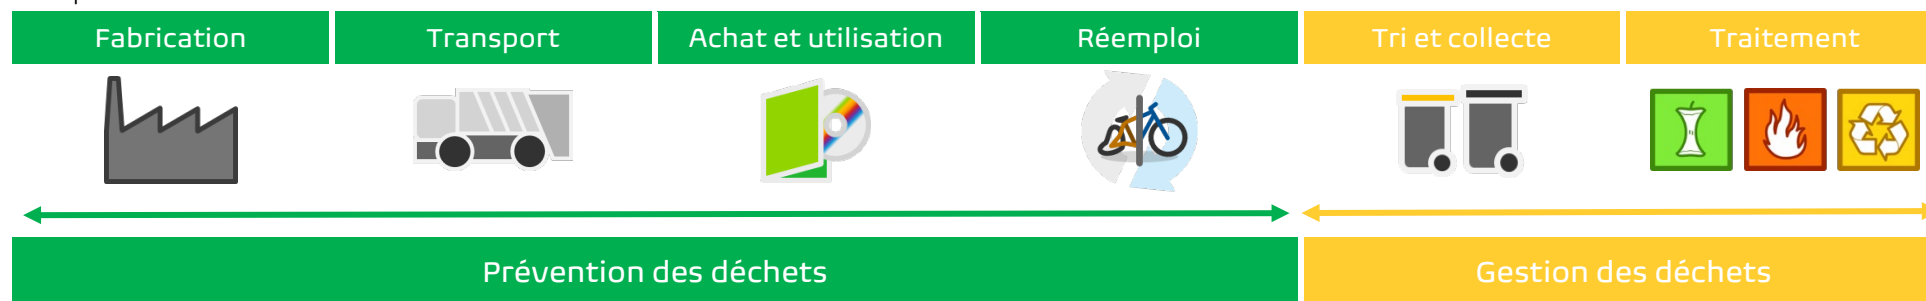 Fabrication
Transport
Achat et utilisation
Réemploi
Tri et collecte
Traitement
Prévention des déchets
Gestion des déchets